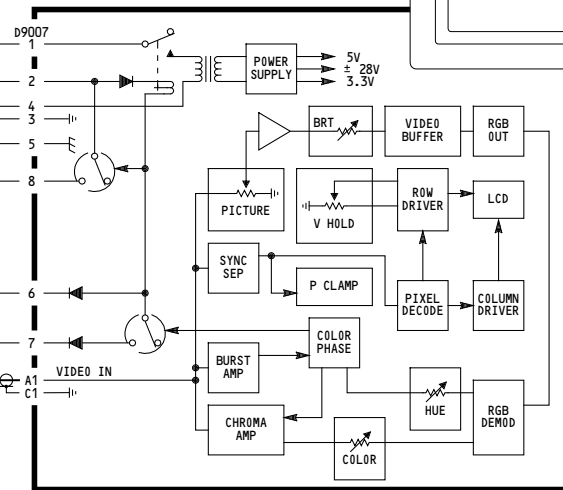 D9007
1
2
4
3
5
8
6
7
A1
C1
VIDEO IN
POWER
SUPPLY
5V
± 28V
3.3V
BRT
VIDEO
BUFFER
RGB
OUT
PICTURE
V HOLD
ROW
DRIVER
LCD
SYNC
SEP
P CLAMP
PIXEL
DECODE
COLUMN
DRIVER
COLOR
PHASE
BURST
AMP
HUE
CHROMA
AMP
COLOR
RGB
DEMOD